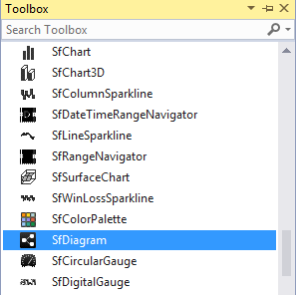 Toolbox
Search Toolbox
SfChart
SfChart3D
SfColumnSparkline
SfDateTimeRangeNavigator
SfLineSparkline
SfRangeNavigator
SfSurfaceChart
SfWinLossSparkline
SfColorPalette
SfDiagram
SfCircularGauge
SfDigitalGauge